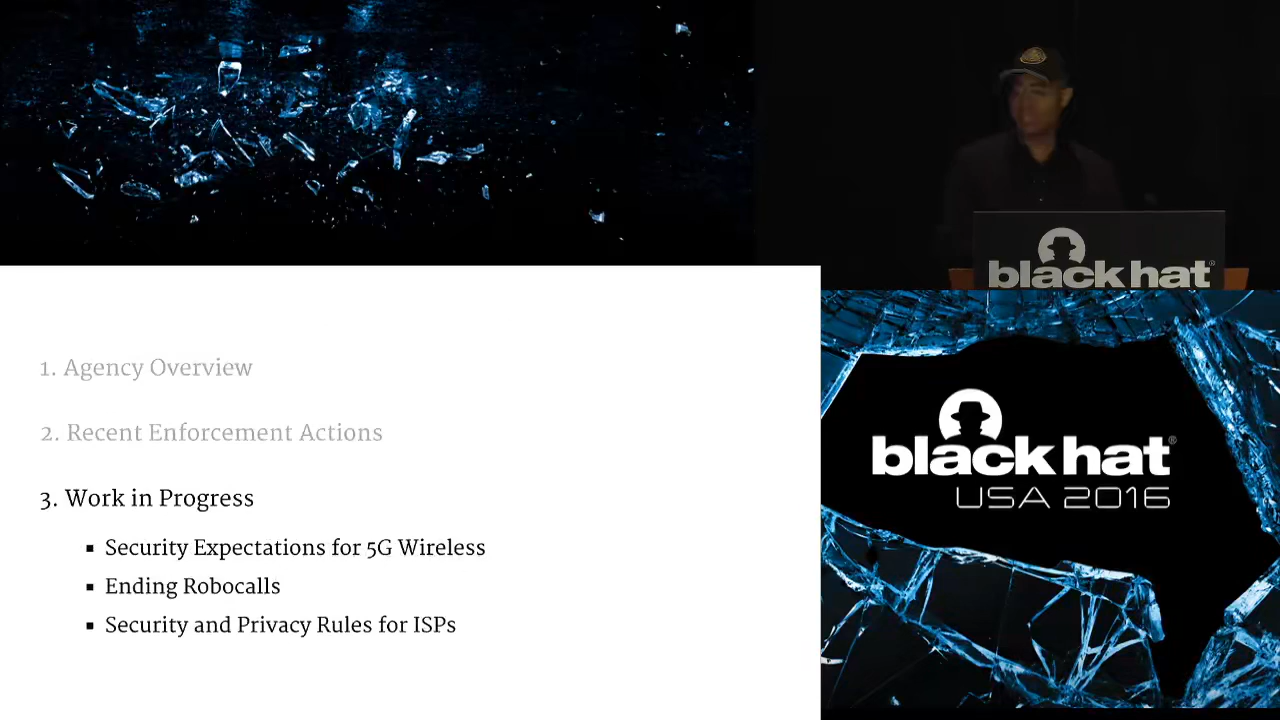 black hat®
1. Agency Overview
2. Recent Enforcement Actions
3. Work in Progress
▪ Security Expectations for 5G Wireless
▪ Ending Robocalls
▪ Security and Privacy Rules for ISPs
black hat®
USA 2016